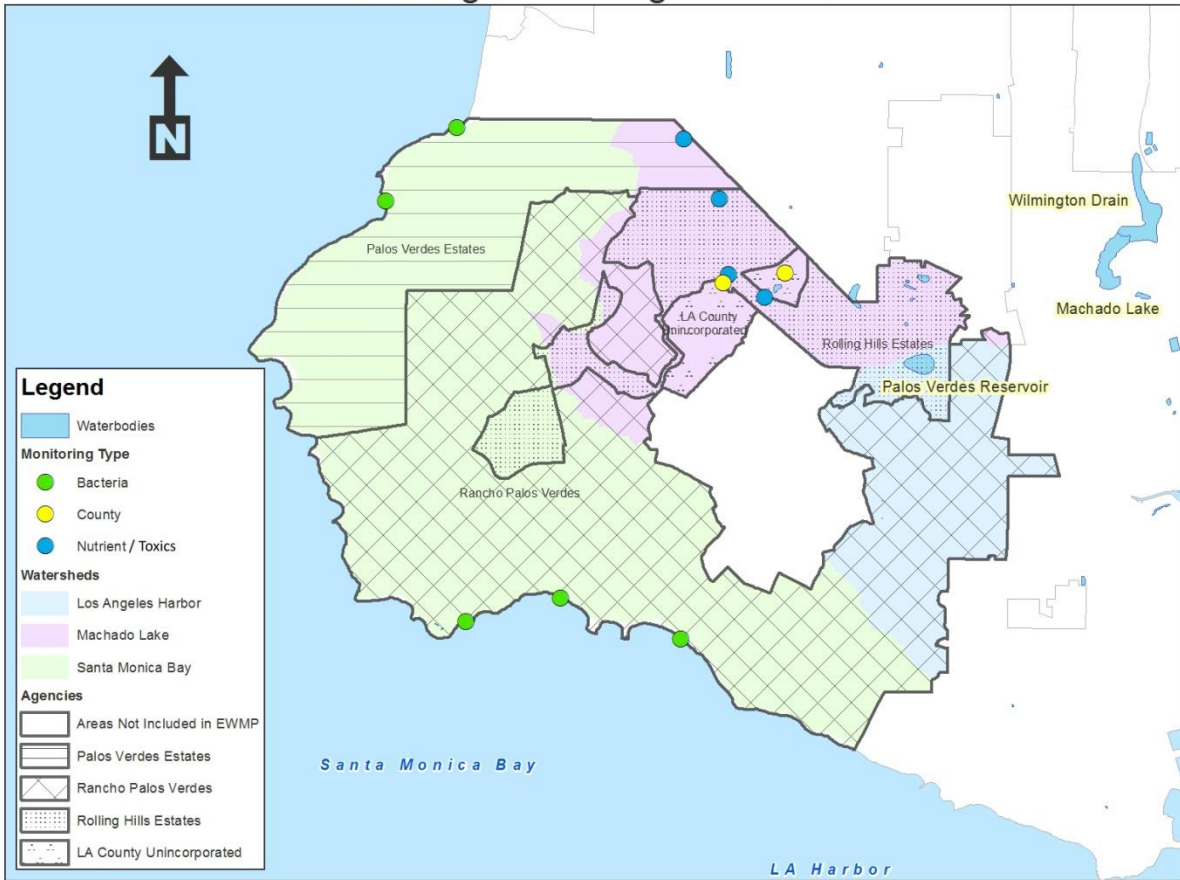 N
Wilmington Drain
Palos Verdes Estates
Machado Lake
LA County
Unincorporated
Rolling Hills Estates
Palos Verdes Reservoir
Rancho Palos Verdes
Legend
Waterbodies
Monitoring Type
Bacteria
County
Nutrient / Toxics
Watersheds
Los Angeles Harbor
Machado Lake
Santa Monica Bay
Agencies
Areas Not Included in EWMP
Palos Verdes Estates
Rancho Palos Verdes
Rolling Hills Estates
LA County Unincorporated
Santa Monica Bay
LA Harbor